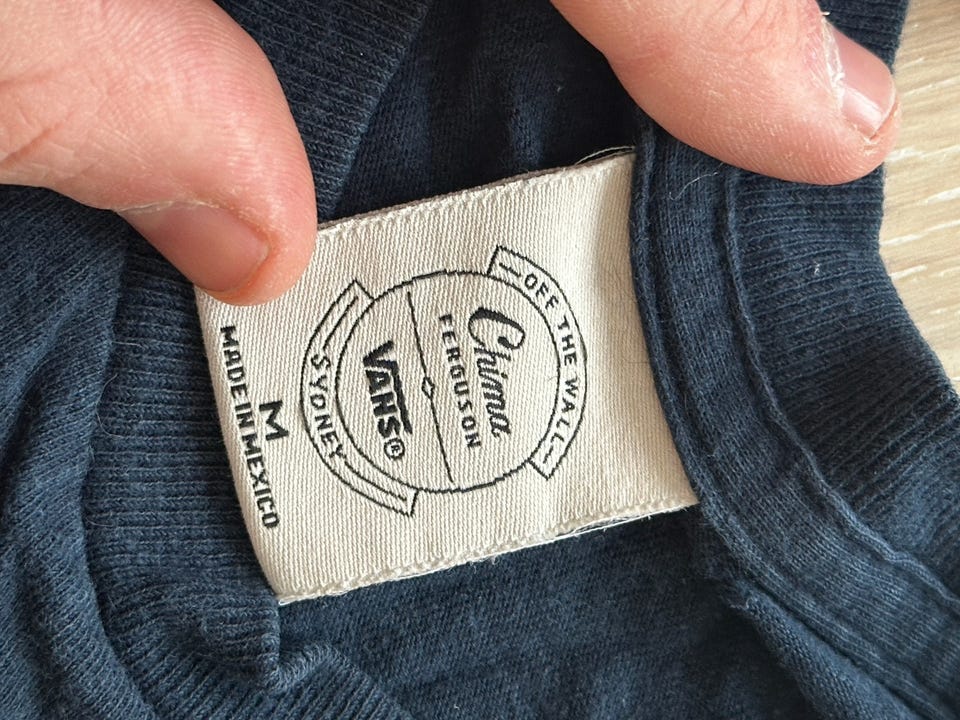 OFF THE WALL
Chima
FERGUSON
VANS®
SYDNEY
M
MADE IN MEXICO